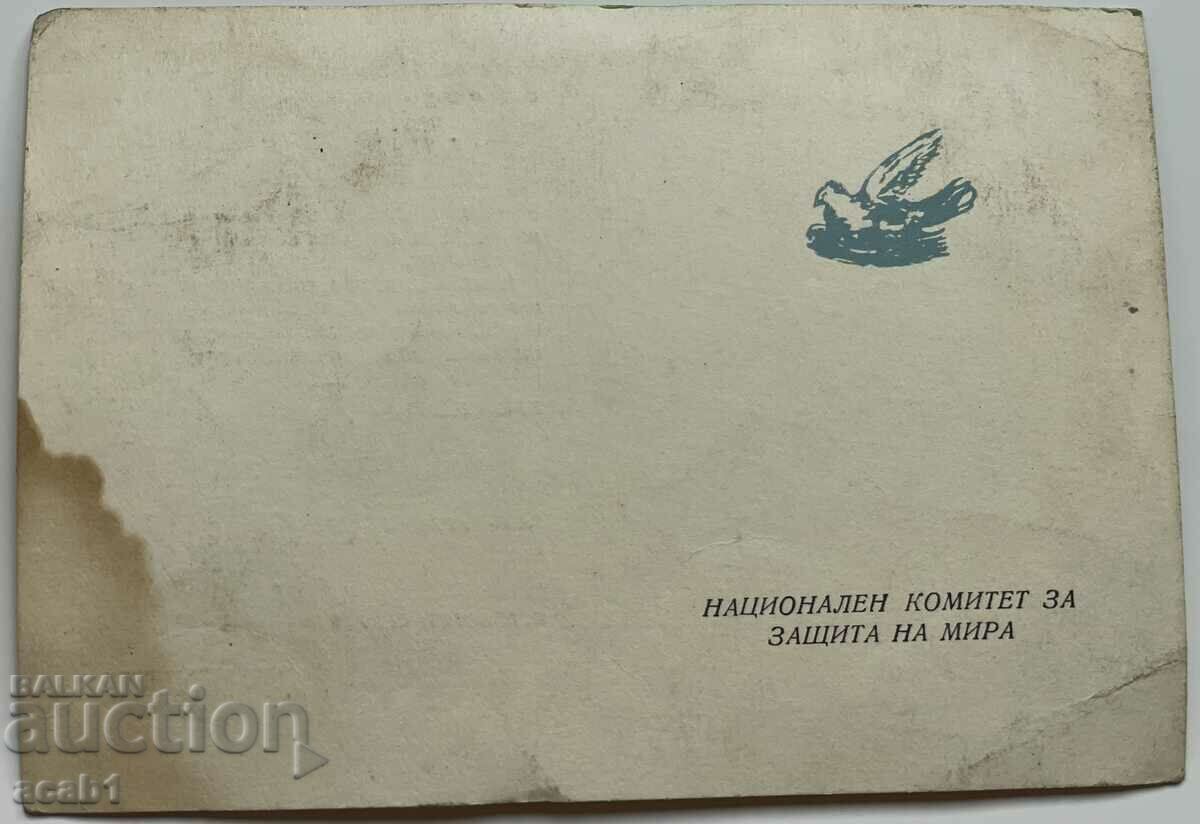 НАЦИОНАЛЕН КОМИТЕТ ЗА
ЗАЩИТА НА МИРА
BALKAN
auction
acab1